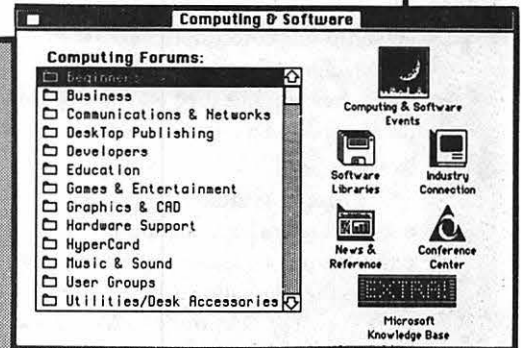 Computing & Software
Computing Forums:
Beginners
Business
Communications & Networks
DeskTop Publishing
Developers
Education
Games & Entertainment
Graphics & CAD
Hardware Support
HyperCard
Music & Sound
User Groups
Utilities/Desk Accessories
Computing & Software
Events
Software
Libraries
Industry
Connection
News &
Reference
Conference
Center
EXTRA!
Microsoft
Knowledge Base